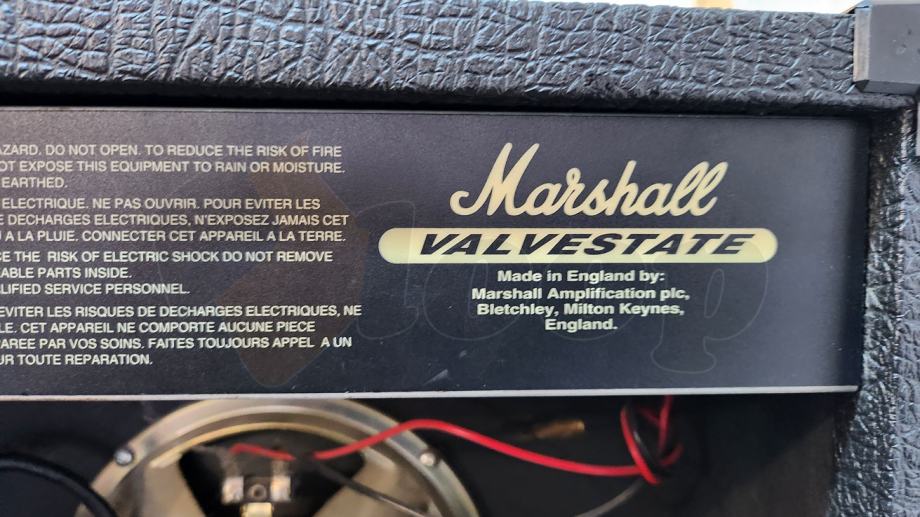 AZARD. DO NOT OPEN. TO REDUCE THE RISK OF FIRE
OT EXPOSE THIS EQUIPMENT TO RAIN OR MOISTURE.
EARTHED.
ELECTRIQUE. NE PAS OUVRIR. POUR EVITER LES
E DECHARGES ELECTRIQUES, N'EXPOSEZ JAMAIS CET
U A LA PLUIE. CONNECTER CET APPAREIL A LA TERRE.
CE THE RISK OF ELECTRIC SHOCK DO NOT REMOVE
EABLE PARTS INSIDE.
LIFIED SERVICE PERSONNEL.
EVITER LES RISQUES DE DECHARGES ELECTRIQUES, NE
LE. CET APPAREIL NE COMPORTE AUCUNE PIECE
PAREE PAR VOS SOINS. FAITES TOUJOURS APPEL A UN
UR TOUTE REPARATION.
Marshall
VALVESTATE
Made in England by:
Marshall Amplification plc,
Bletchley, Milton Keynes,
England.